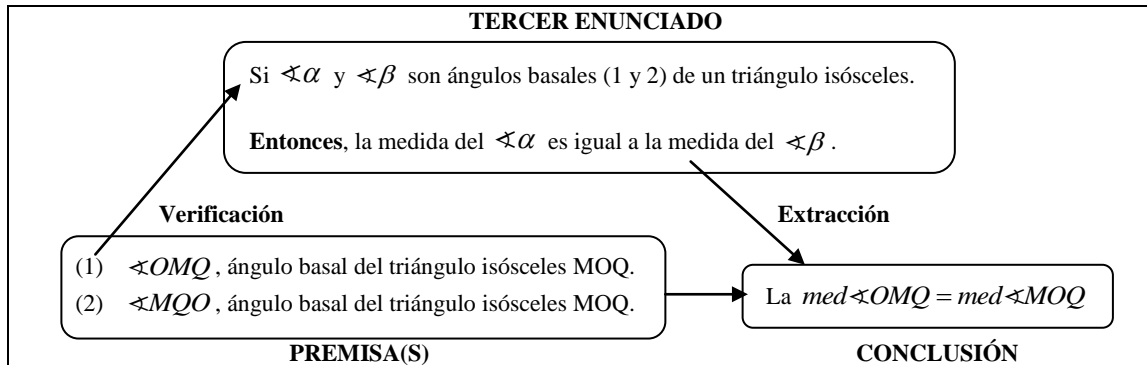 TERCER ENUNCIADO
Si ∢α y ∢β son ángulos basales (1 y 2) de un triángulo isósceles.
Entonces, la medida del ∢α es igual a la medida del ∢β.
Verificación
Extracción
(1) ∢OMQ, ángulo basal del triángulo isósceles MOQ.
(2) ∢MQO, ángulo basal del triángulo isósceles MOQ.
La med∢OMQ = med∢MOQ
PREMISA(S)
CONCLUSIÓN